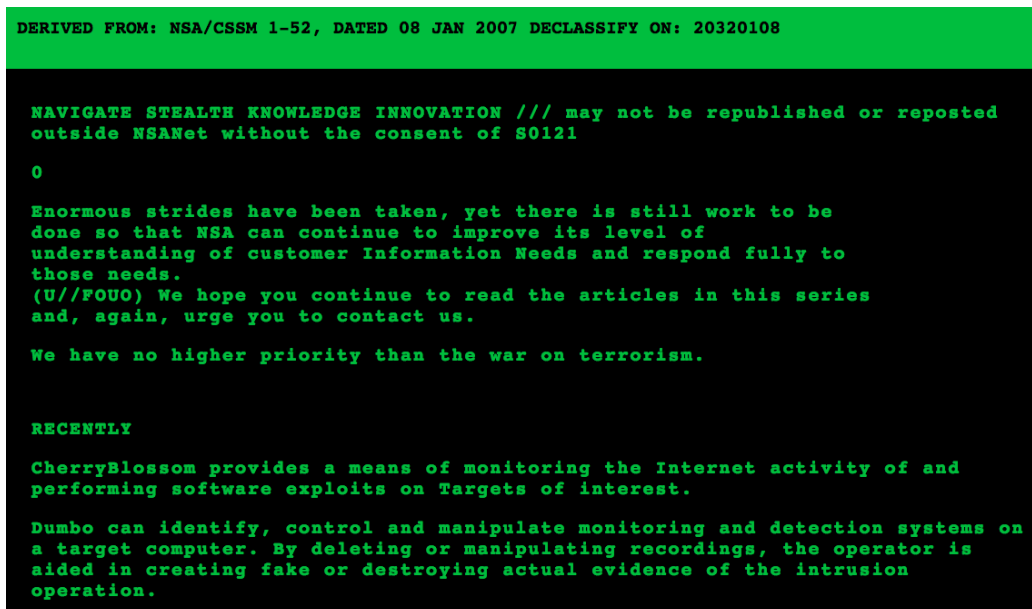 DERIVED FROM: NSA/CSSM 1-52, DATED 08 JAN 2007 DECLASSIFY ON: 20320108
NAVIGATE STEALTH KNOWLEDGE INNOVATION /// may not be republished or reposted
outside NSANet without the consent of S0121
0
Enormous strides have been taken, yet there is still work to be
done so that NSA can continue to improve its level of
understanding of customer Information Needs and respond fully to
those needs.
(U//FOUO) We hope you continue to read the articles in this series
and, again, urge you to contact us.
We have no higher priority than the war on terrorism.
RECENTLY
CherryBlossom provides a means of monitoring the Internet activity of and
performing software exploits on Targets of interest.
Dumbo can identify, control and manipulate monitoring and detection systems on
a target computer. By deleting or manipulating recordings, the operator is
aided in creating fake or destroying actual evidence of the intrusion
operation.